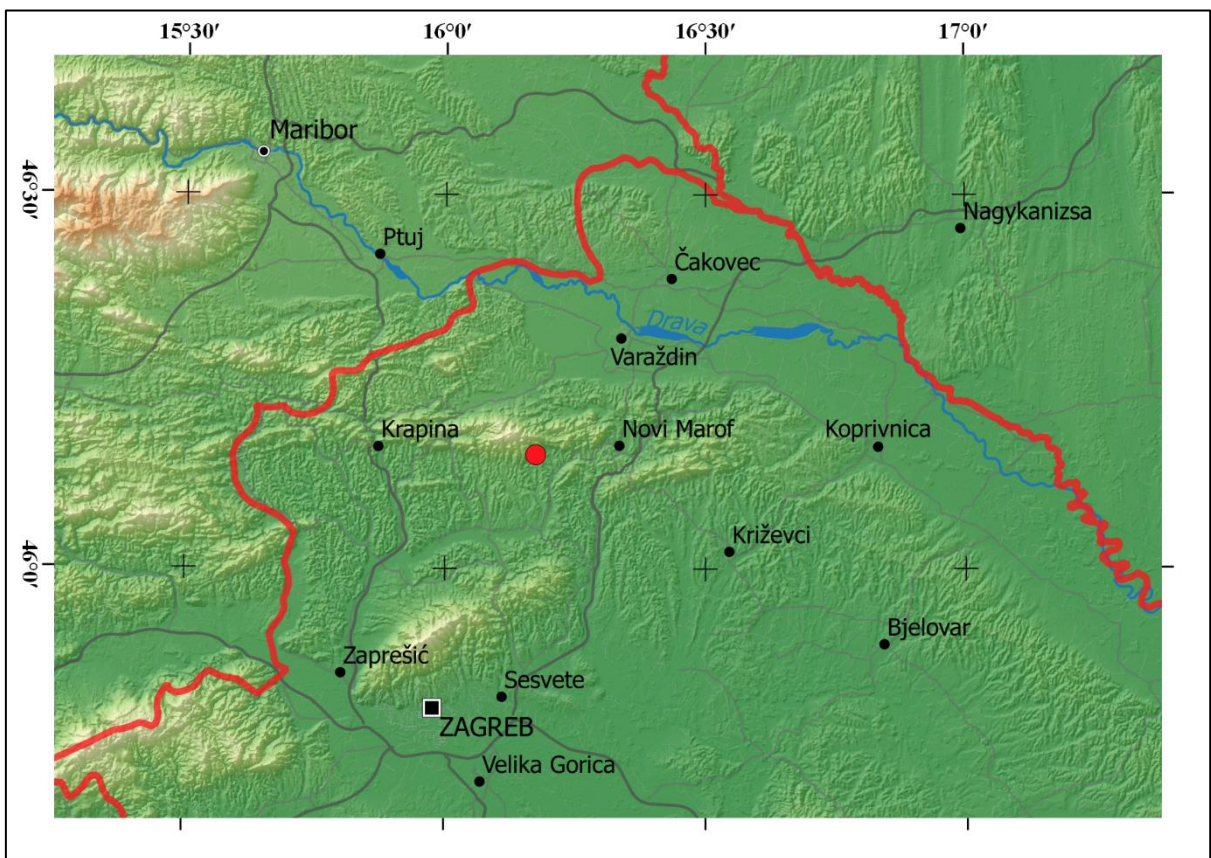 15°30′
16°0′
16°30′
17°0′
Maribor
46°30′
Nagykanizsa
Ptuj
Čakovec
Drava
Varaždin
Krapina
Novi Marof
Koprivnica
Križevci
46°0′
Bjelovar
Zaprešić
Sesvete
ZAGREB
Velika Gorica